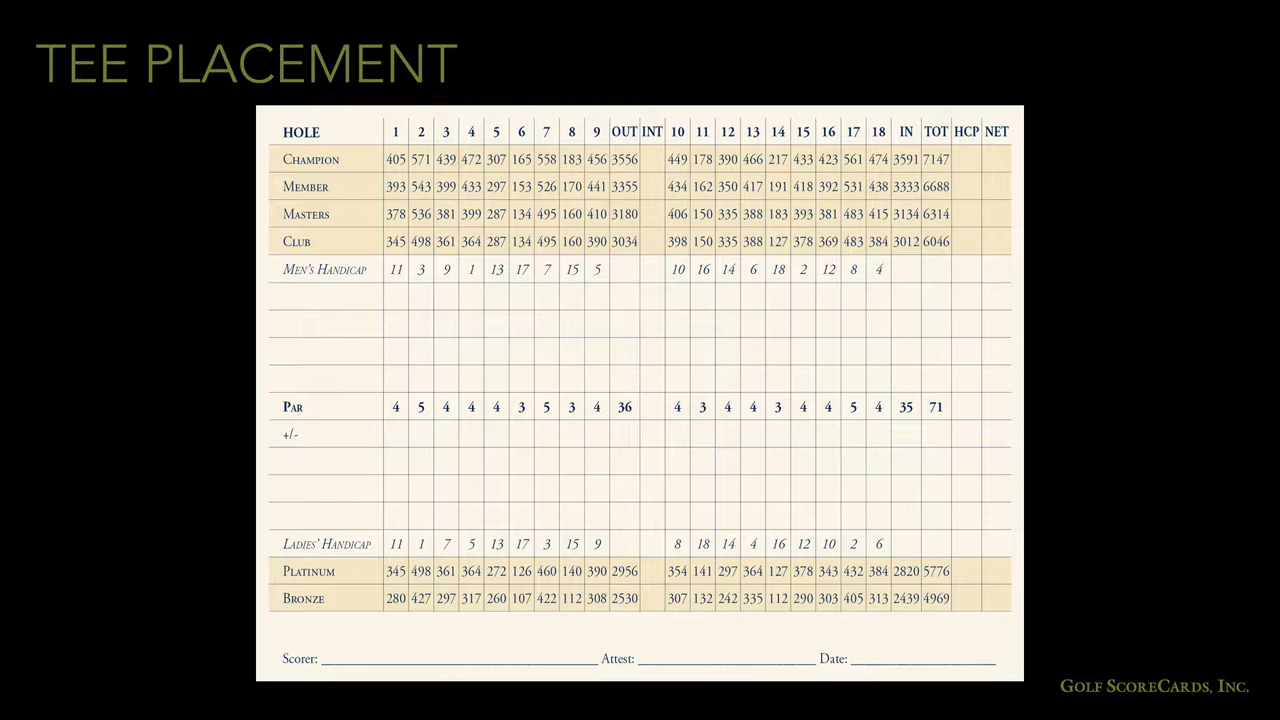 TEE PLACEMENT
HOLE 1 2 3 4 5 6 7 8 9 OUT INT 10 11 12 13 14 15 16 17 18 IN TOT HCP NET
CHAMPION 405 571 439 472 307 165 558 183 456 3556 449 178 390 466 217 433 423 561 474 3591 7147
MEMBER 393 543 399 433 297 153 526 170 441 3355 434 162 350 417 191 418 392 531 438 3333 6688
MASTERS 378 536 381 399 287 134 495 160 410 3180 406 150 335 388 183 393 381 483 415 3134 6314
CLUB 345 498 361 364 287 134 495 160 390 3034 398 150 335 388 127 378 369 483 384 3012 6046
MEN'S HANDICAP 11 3 9 1 13 17 7 15 5 10 16 14 6 18 2 12 8 4
PAR 4 5 4 4 4 3 5 3 4 36 4 3 4 4 3 4 4 5 4 35 71
+/-
LADIES' HANDICAP 11 1 7 5 13 17 3 15 9 8 18 14 4 16 12 10 2 6
PLATINUM 345 498 361 364 272 126 460 140 390 2956 354 141 297 364 127 378 343 432 384 2820 5776
BRONZE 280 427 297 317 260 107 422 112 308 2530 307 132 242 335 112 290 303 405 313 2439 4969
Scorer: Attest: Date:
GOLF SCORECARDS, INC.